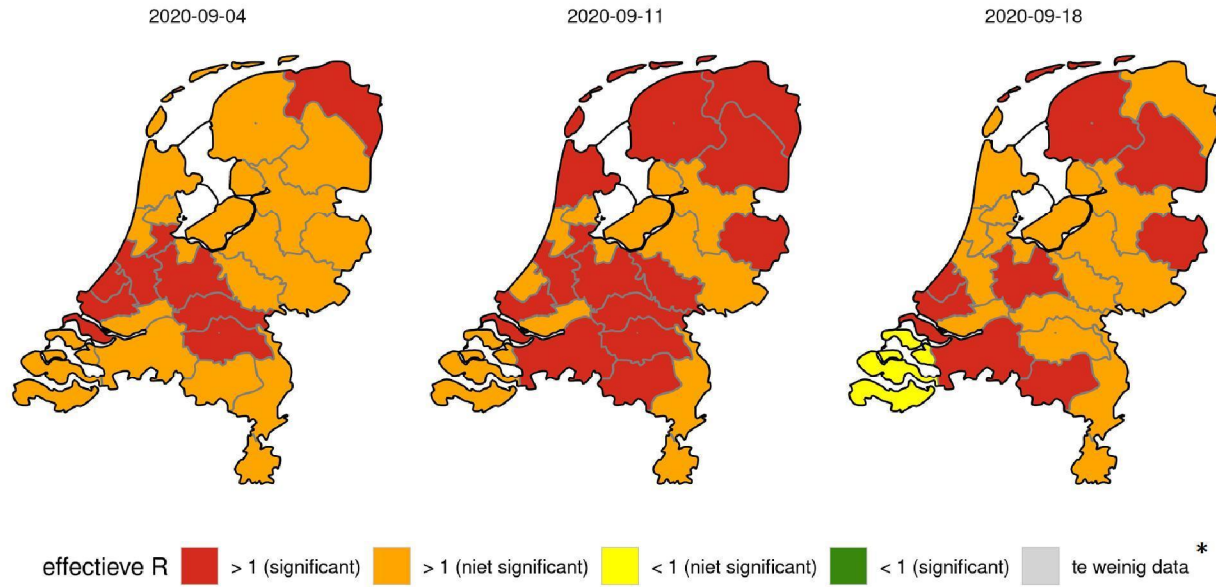 2020-09-04 2020-09-11 2020-09-18
effectieve R > 1 (significant) > 1 (niet significant) < 1 (niet significant) < 1 (significant) te weinig data *